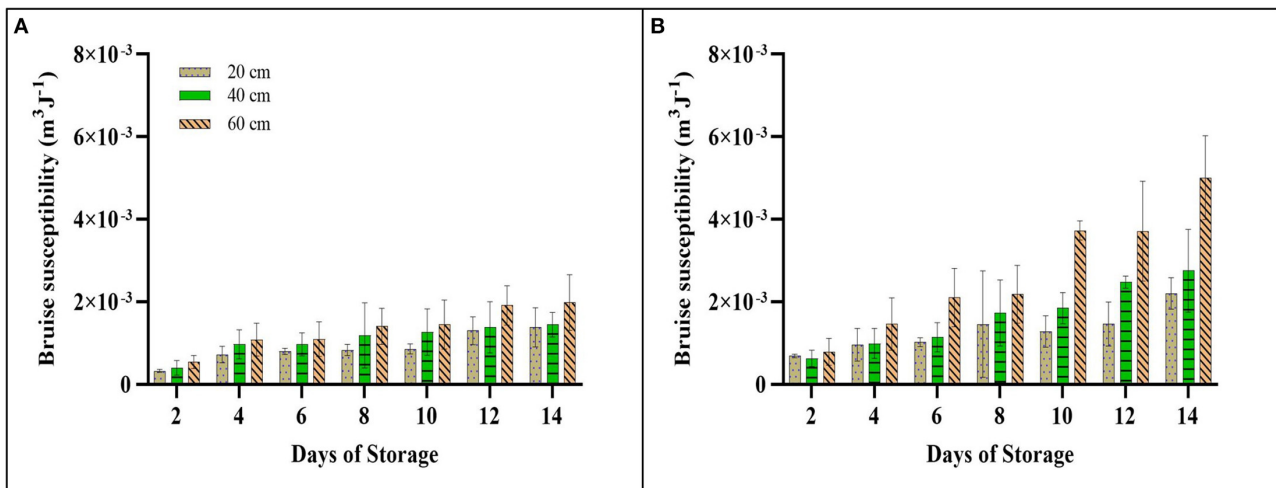 A
8×10⁻³
6×10⁻³
4×10⁻³
2×10⁻³
0
Bruise susceptibility (m³ J⁻¹)
20 cm
40 cm
60 cm
2 4 6 8 10 12 14
Days of Storage
B
8×10⁻³
6×10⁻³
4×10⁻³
2×10⁻³
0
Bruise susceptibility (m³ J⁻¹)
2 4 6 8 10 12 14
Days of Storage